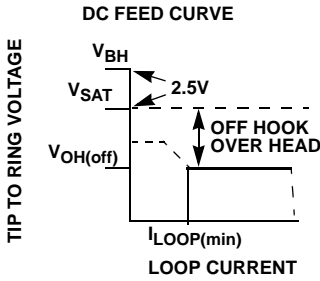 DC FEED CURVE
TIP TO RING VOLTAGE
VBH
2.5V
VSAT
OFF HOOK
OVER HEAD
VOH(off)
ILOOP(min)
LOOP CURRENT